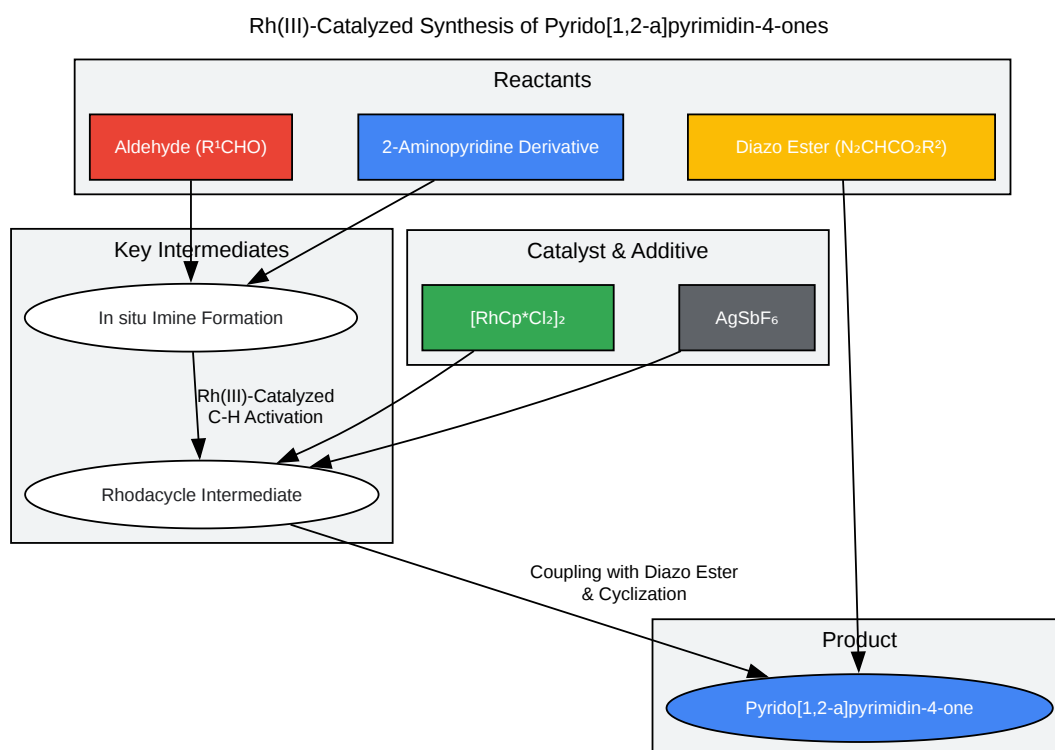 Rh(III)-Catalyzed Synthesis of Pyrido[1,2-a]pyrimidin-4-ones
Reactants
Aldehyde (R¹CHO)
2-Aminopyridine Derivative
Diazo Ester (N₂CHCO₂R²)
Key Intermediates
Catalyst & Additive
In situ Imine Formation
[RhCp*Cl₂]₂
AgSbF₆
Rh(III)-Catalyzed
C-H Activation
Rhodacycle Intermediate
Coupling with Diazo Ester
& Cyclization
Product
Pyrido[1,2-a]pyrimidin-4-one